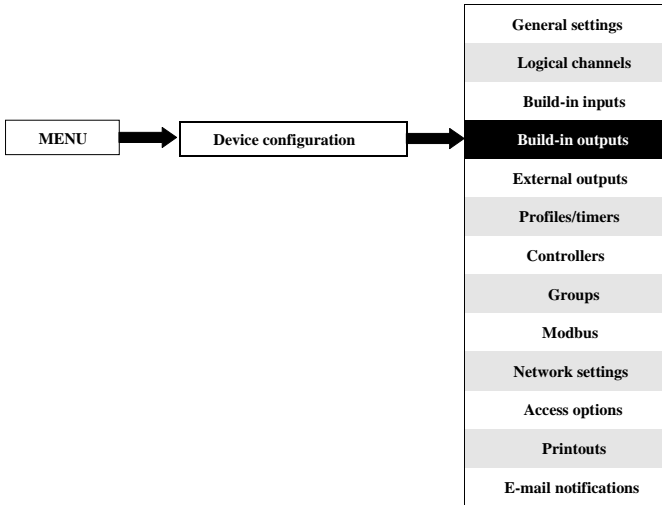 MENU
Device configuration
General settings
Logical channels
Build-in inputs
Build-in outputs
External outputs
Profiles/timers
Controllers
Groups
Modbus
Network settings
Access options
Printouts
E-mail notifications